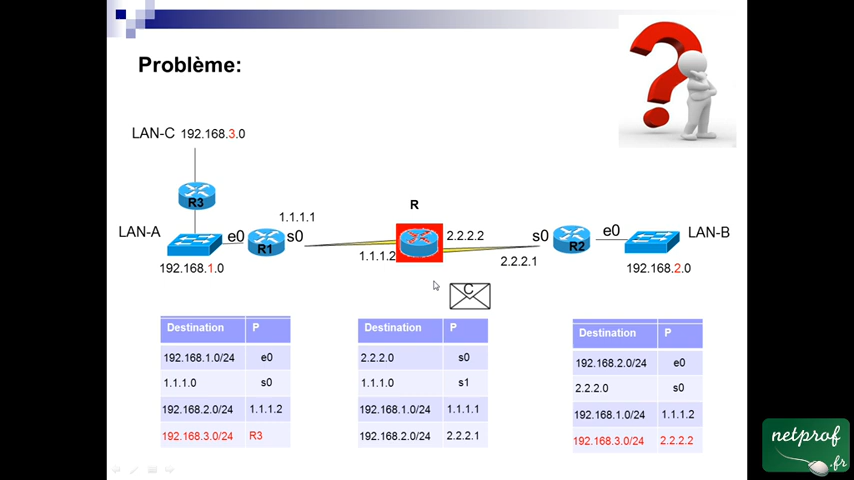 Problème:
LAN-C 192.168.3.0
R3
R
LAN-A
e0
R1
s0
1.1.1.1
1.1.1.2
2.2.2.2
2.2.2.1
s0
R2
e0
LAN-B
192.168.1.0
192.168.2.0
C
Destination P
192.168.1.0/24 e0
1.1.1.0 s0
192.168.2.0/24 1.1.1.2
192.168.3.0/24 R3
Destination P
2.2.2.0 s0
1.1.1.0 s1
192.168.1.0/24 1.1.1.1
192.168.2.0/24 2.2.2.1
Destination P
192.168.2.0/24 e0
2.2.2.0 s0
192.168.1.0/24 1.1.1.2
192.168.3.0/24 2.2.2.2
netprof
.fr